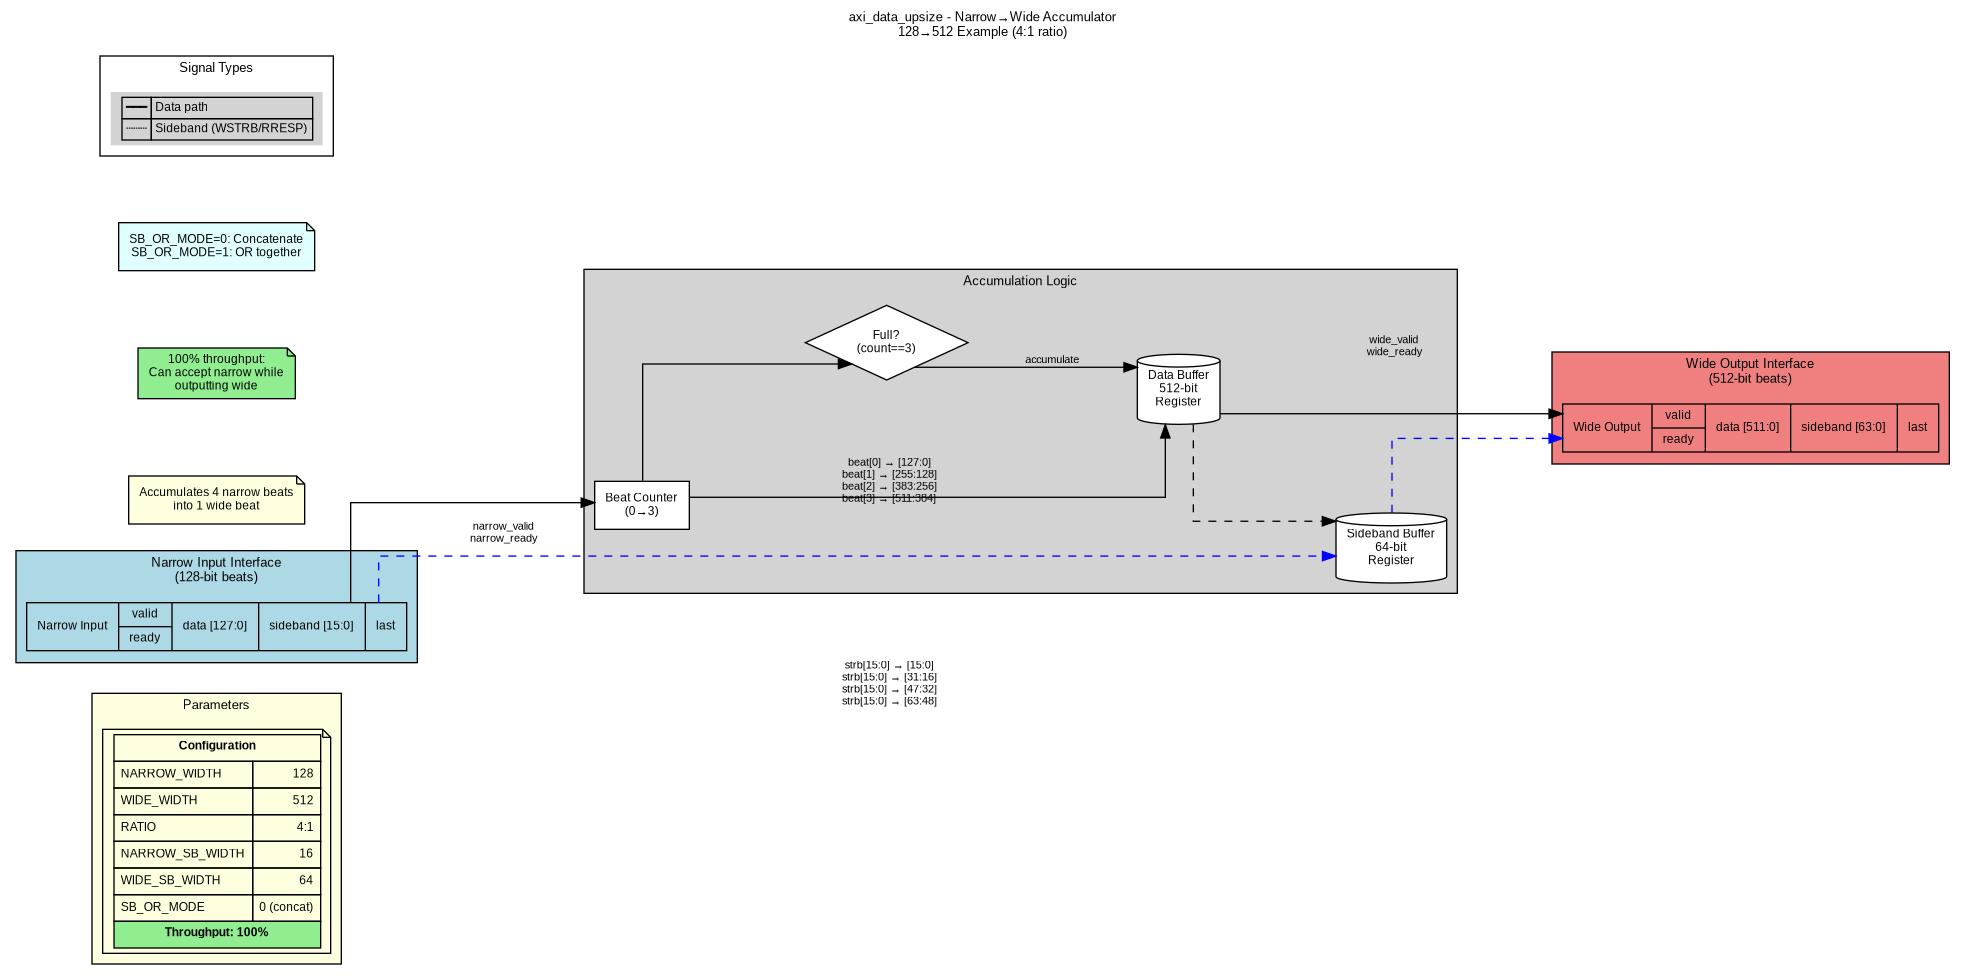 axi_data_upsize - Narrow→Wide Accumulator
128→512 Example (4:1 ratio)
Signal Types
Data path
Sideband (WSTRB/RRESP)
SB_OR_MODE=0: Concatenate
SB_OR_MODE=1: OR together
100% throughput:
Can accept narrow while
outputting wide
Accumulates 4 narrow beats
into 1 wide beat
Narrow Input Interface
(128-bit beats)
Narrow Input
valid
ready
data [127:0]
sideband [15:0]
last
narrow_valid
narrow_ready
Accumulation Logic
Full?
(count==3)
accumulate
Beat Counter
(0→3)
beat[0] → [127:0]
beat[1] → [255:128]
beat[2] → [383:256]
beat[3] → [511:384]
Data Buffer
512-bit
Register
wide_valid
wide_ready
Sideband Buffer
64-bit
Register
Wide Output Interface
(512-bit beats)
Wide Output
valid
ready
data [511:0]
sideband [63:0]
last
strb[15:0] → [15:0]
strb[15:0] → [31:16]
strb[15:0] → [47:32]
strb[15:0] → [63:48]
Parameters
Configuration
NARROW_WIDTH 128
WIDE_WIDTH 512
RATIO 4:1
NARROW_SB_WIDTH 16
WIDE_SB_WIDTH 64
SB_OR_MODE 0 (concat)
Throughput: 100%